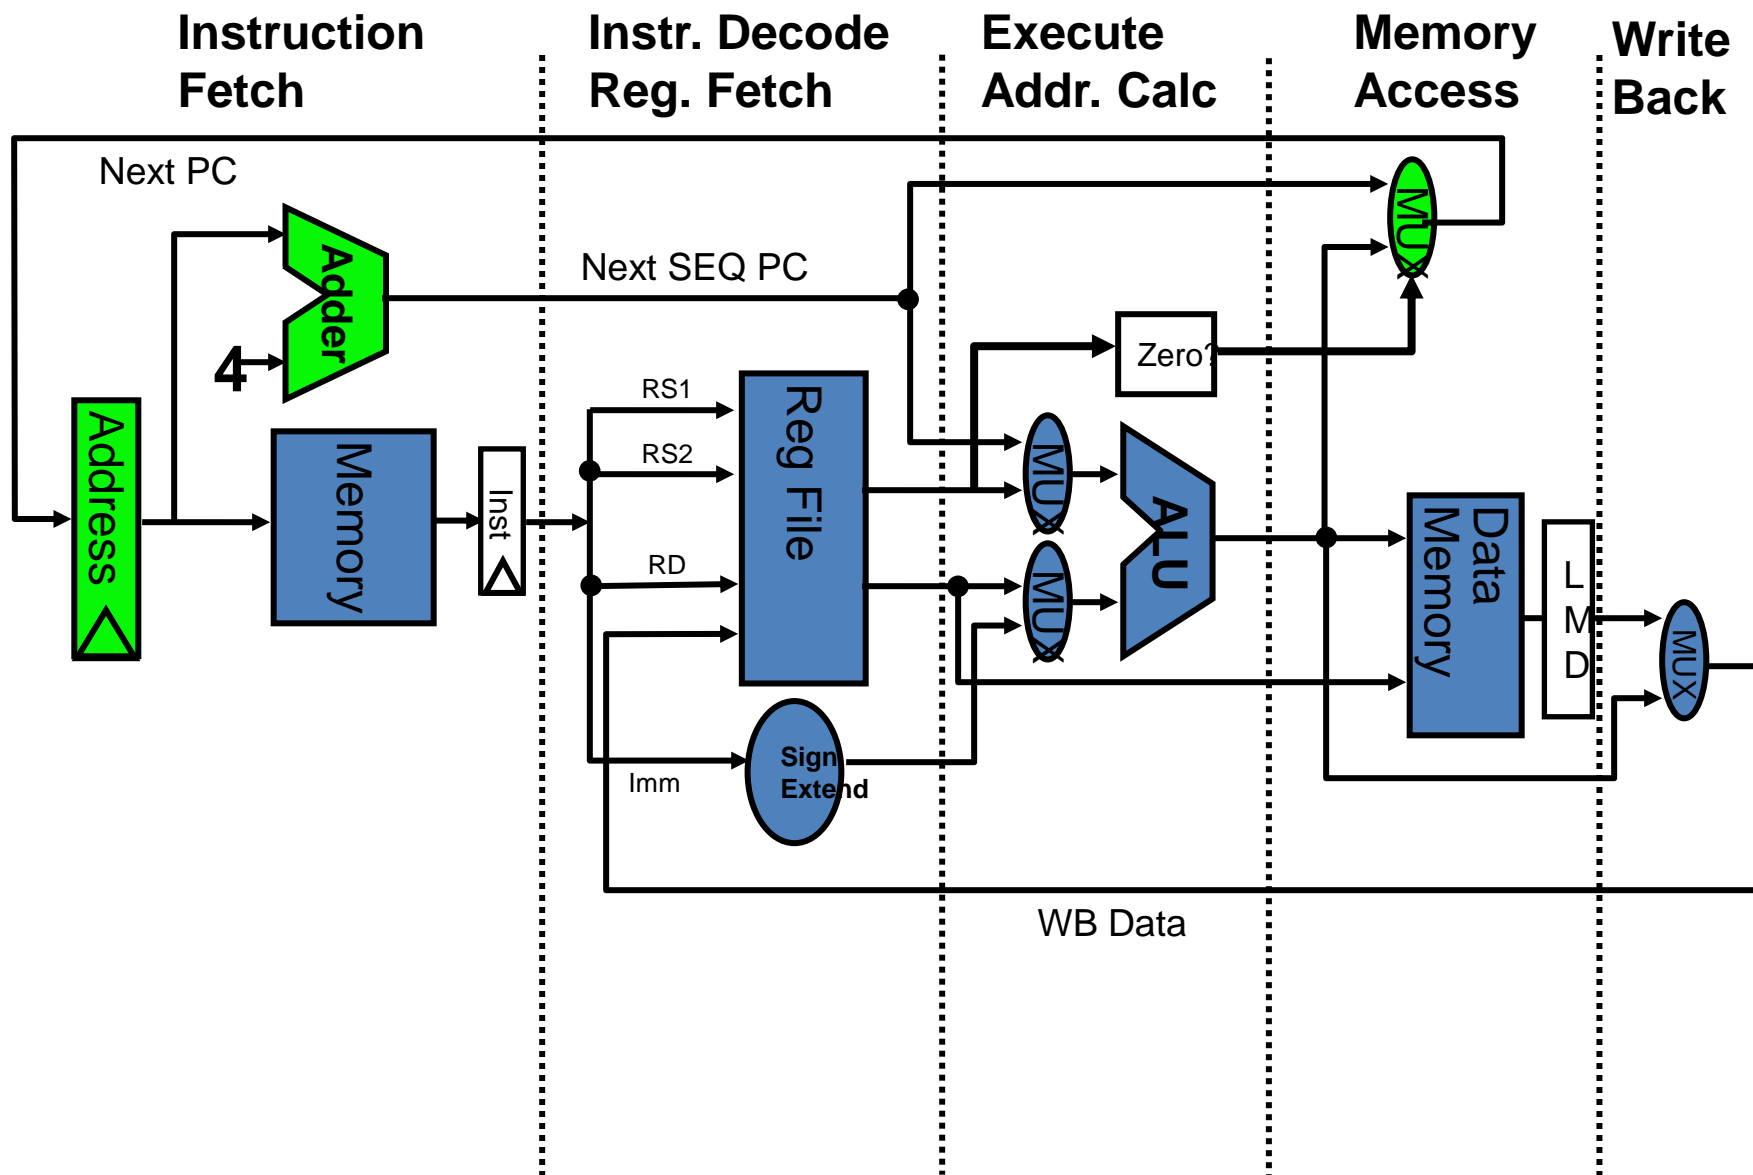 Instruction
Fetch
Instr. Decode
Reg. Fetch
Execute
Addr. Calc
Memory
Access
Write
Back
Next PC
MUX
Adder
Next SEQ PC
4
Zero?
Address
Memory
Inst
RS1
RS2
RD
Reg File
MUX
MUX
ALU
Data
Memory
L
M
D
MUX
Sign
Extend
Imm
WB Data